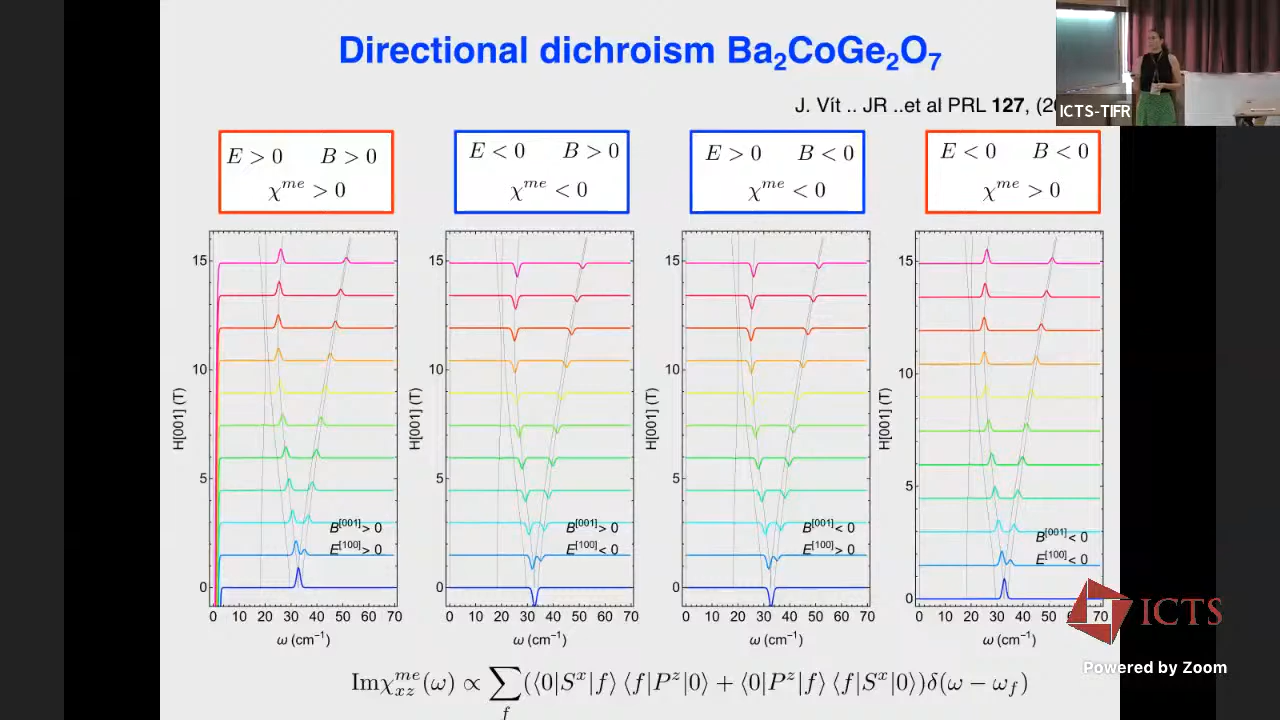 Directional dichroism Ba₂CoGe₂O₇
J. Vít .. JR ..et al PRL 127, (20
ICTS-TIFR
E > 0 B > 0
χ^{me} > 0
E < 0 B > 0
χ^{me} < 0
E > 0 B < 0
χ^{me} < 0
E < 0 B < 0
χ^{me} > 0
H[001] (T)
15
10
5
0
B^{[001]}> 0
E^{[100]}> 0
0 10 20 30 40 50 60 70
ω (cm⁻¹)
H[001] (T)
15
10
5
0
B^{[001]}> 0
E^{[100]}< 0
0 10 20 30 40 50 60 70
ω (cm⁻¹)
H[001] (T)
15
10
5
0
B^{[001]}< 0
E^{[100]}> 0
0 10 20 30 40 50 60 70
ω (cm⁻¹)
H[001] (T)
15
10
5
0
B^{[001]}< 0
E^{[100]}< 0
0 10 20 30 40 50 60 70
ω (cm⁻¹)
ICTS
Powered by Zoom
Imχ^{me}_{xz}(ω) ∝ ∑_f (⟨0|S^x|f⟩ ⟨f|P^z|0⟩ + ⟨0|P^z|f⟩ ⟨f|S^x|0⟩)δ(ω − ω_f)